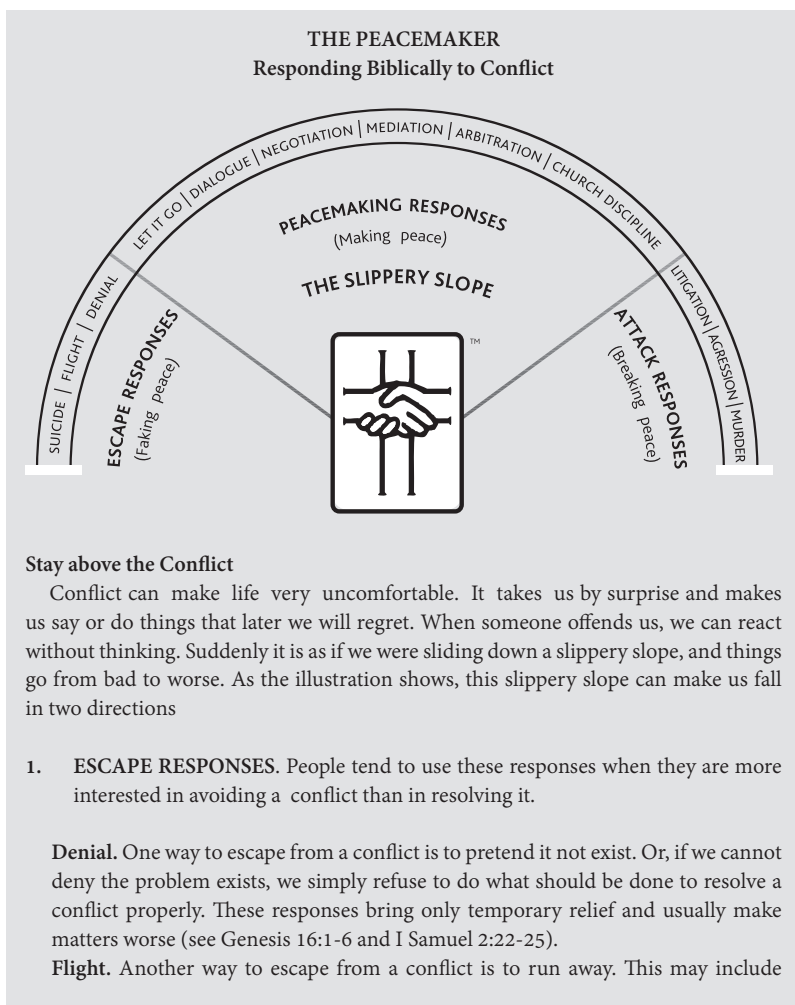 THE PEACEMAKER
Responding Biblically to Conflict
SUICIDE | FLIGHT | DENIAL
LET IT GO | DIALOGUE | NEGOTIATION | MEDIATION | ARBITRATION | CHURCH DISCIPLINE
LITIGATION | AGRESSION | MURDER
PEACEMAKING RESPONSES
(Making peace)
THE SLIPPERY SLOPE
ESCAPE RESPONSES
(Faking peace)
ATTACK RESPONSES
(Breaking peace)
TM
Stay above the Conflict
Conflict can make life very uncomfortable. It takes us by surprise and makes
us say or do things that later we will regret. When someone offends us, we can react
without thinking. Suddenly it is as if we were sliding down a slippery slope, and things
go from bad to worse. As the illustration shows, this slippery slope can make us fall
in two directions
1. ESCAPE RESPONSES. People tend to use these responses when they are more
interested in avoiding a conflict than in resolving it.
Denial. One way to escape from a conflict is to pretend it not exist. Or, if we cannot
deny the problem exists, we simply refuse to do what should be done to resolve a
conflict properly. These responses bring only temporary relief and usually make
matters worse (see Genesis 16:1-6 and I Samuel 2:22-25).
Flight. Another way to escape from a conflict is to run away. This may include